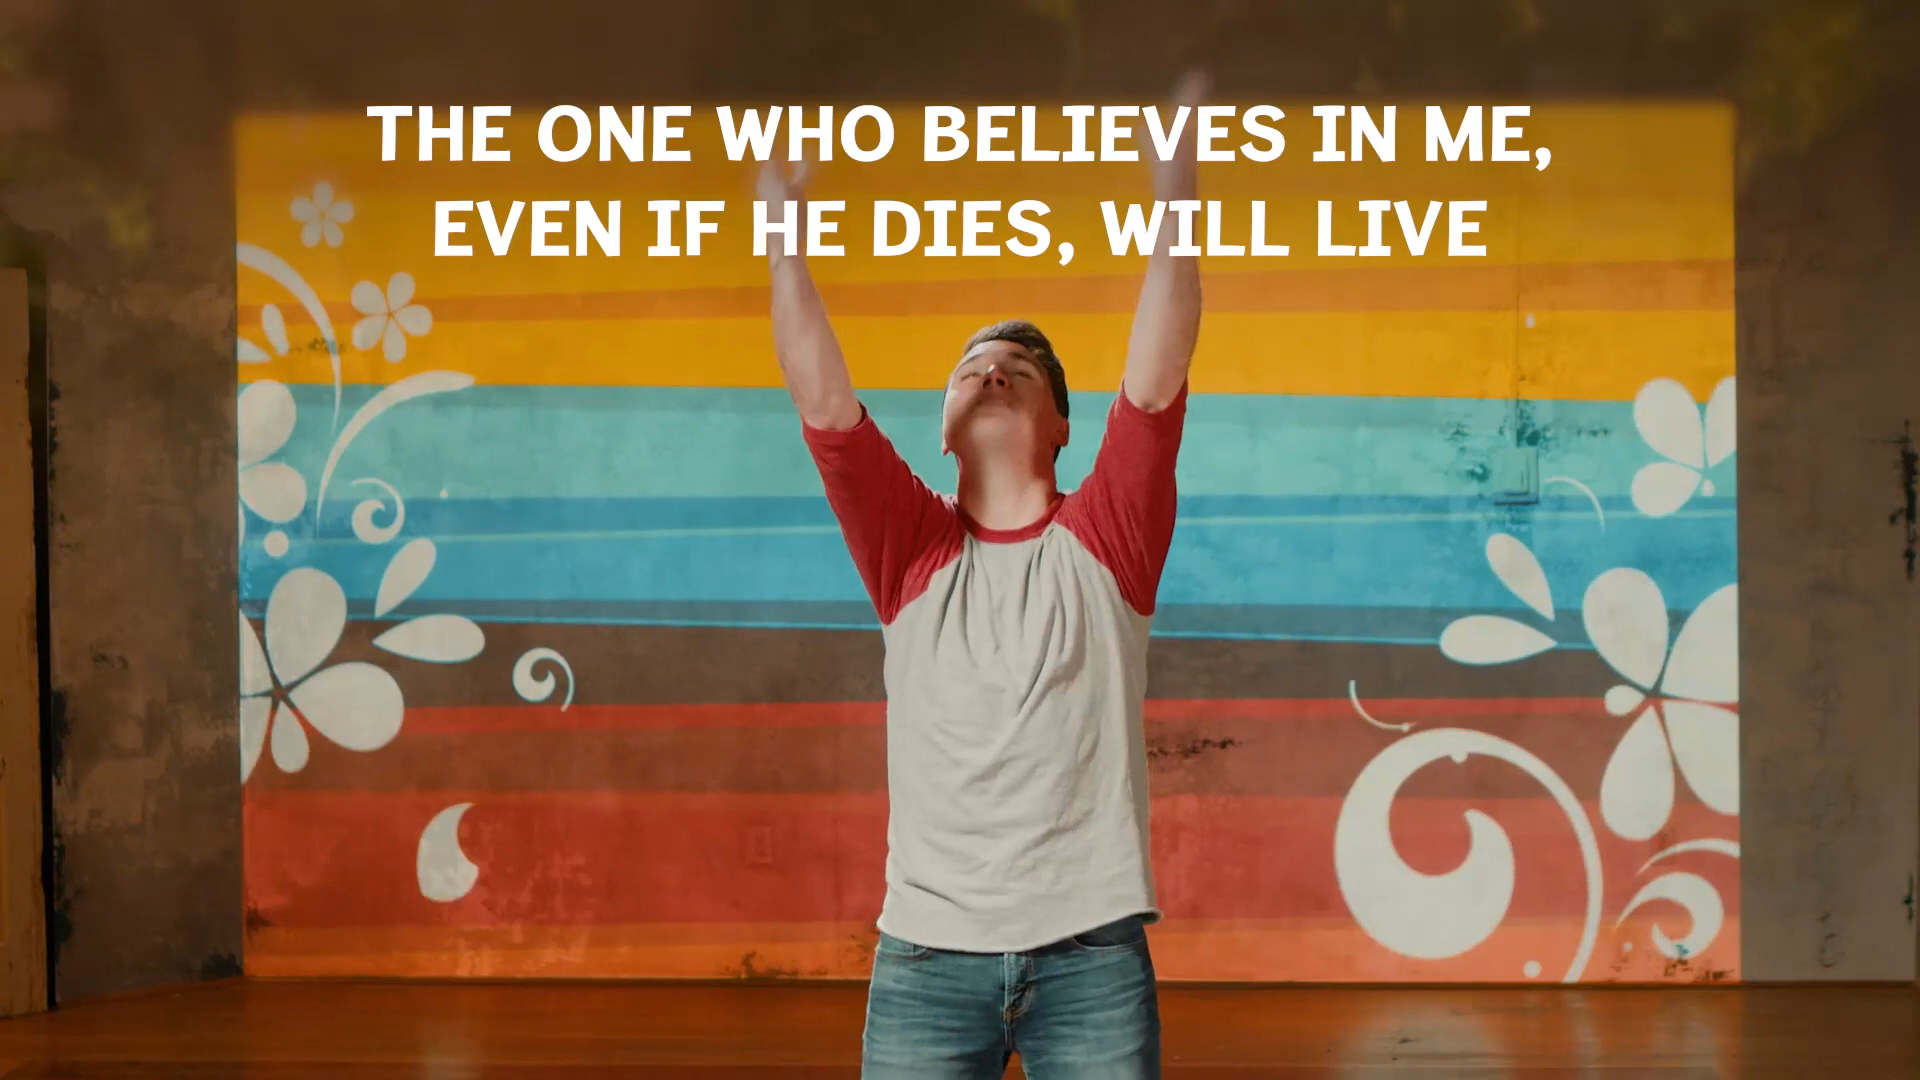 THE ONE WHO BELIEVES IN ME,
EVEN IF HE DIES, WILL LIVE